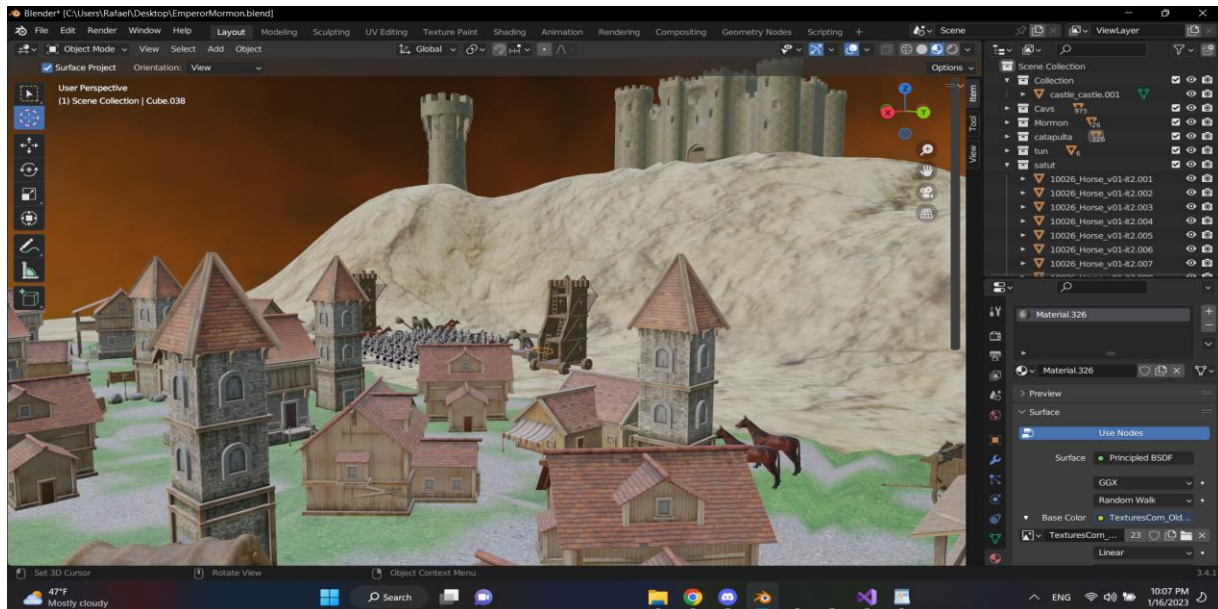 Blender* [C:\Users\Rafael\Desktop\EmperorMormon.blend]
File Edit Render Window Help Layout Modeling Sculpting UV Editing Texture Paint Shading Animation Rendering Compositing Geometry Nodes Scripting + Scene ViewLayer
Object Mode View Select Add Object Global
Surface Project Orientation: View Options
User Perspective
(1) Scene Collection | Cube.038
Z
X
Y
Item
Tool
View
Scene Collection
Collection
castle_castle.001
Cavs 975
Mormon 26
catapulta 226
tun 6
satut
10026_Horse_v01-it2.001
10026_Horse_v01-it2.002
10026_Horse_v01-it2.003
10026_Horse_v01-it2.004
10026_Horse_v01-it2.005
10026_Horse_v01-it2.006
10026_Horse_v01-it2.007
Material.326
Material.326
Preview
Surface
Use Nodes
Surface Principled BSDF
GGX
Random Walk
Base Color TexturesCom_Old...
TexturesCom_... 23
Linear
Set 3D Cursor Rotate View Object Context Menu 3.4.1
47°F
Mostly cloudy
Search
ENG
10:07 PM
1/16/2023